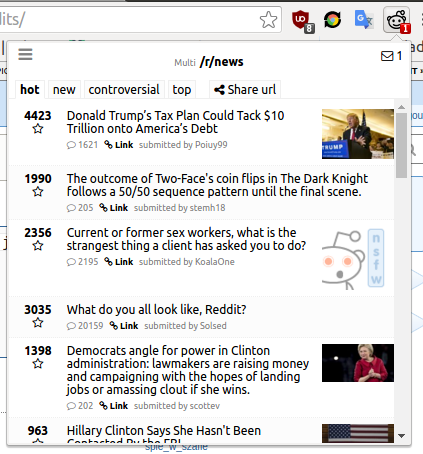 dits/
8
1
Multi /r/news
1
hot new controversial top Share url
4423
Donald Trump's Tax Plan Could Tack $10
Trillion onto America's Debt
1621 Link submitted by Poiuy99
TRUMP
1990
The outcome of Two-Face's coin flips in The Dark Knight
follows a 50/50 sequence pattern until the final scene.
205 Link submitted by stemh18
2356
Current or former sex workers, what is the
strangest thing a client has asked you to do?
2195 Link submitted by KoalaOne
nsfw
3035
What do you all look like, Reddit?
20159 Link submitted by Solsed
1398
Democrats angle for power in Clinton
administration: lawmakers are raising money
and campaigning with the hopes of landing
jobs or amassing clout if she wins.
202 Link submitted by scottev
963
Hillary Clinton Says She Hasn't Been
Contacted By the FBI